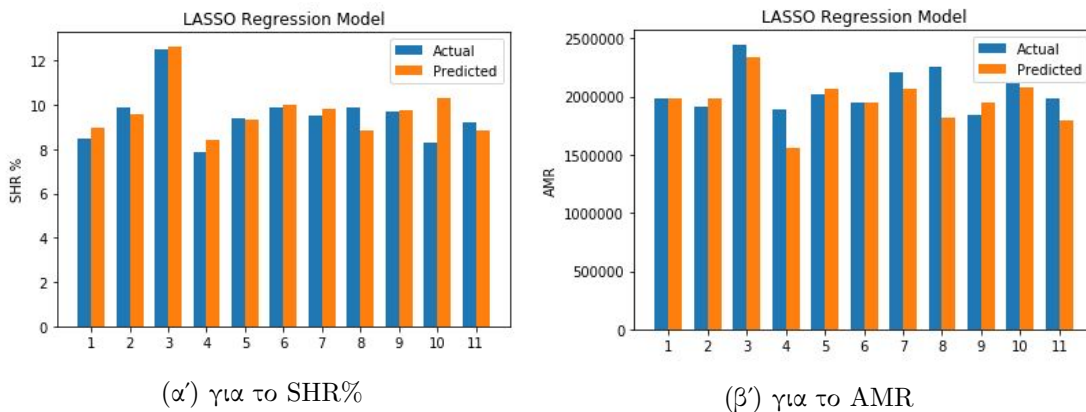 LASSO Regression Model
SHR %
12
10
8
6
4
2
0
Actual
Predicted
1 2 3 4 5 6 7 8 9 10 11
(α') για το SHR%
LASSO Regression Model
AMR
2500000
2000000
1500000
1000000
500000
0
Actual
Predicted
1 2 3 4 5 6 7 8 9 10 11
(β') για το AMR